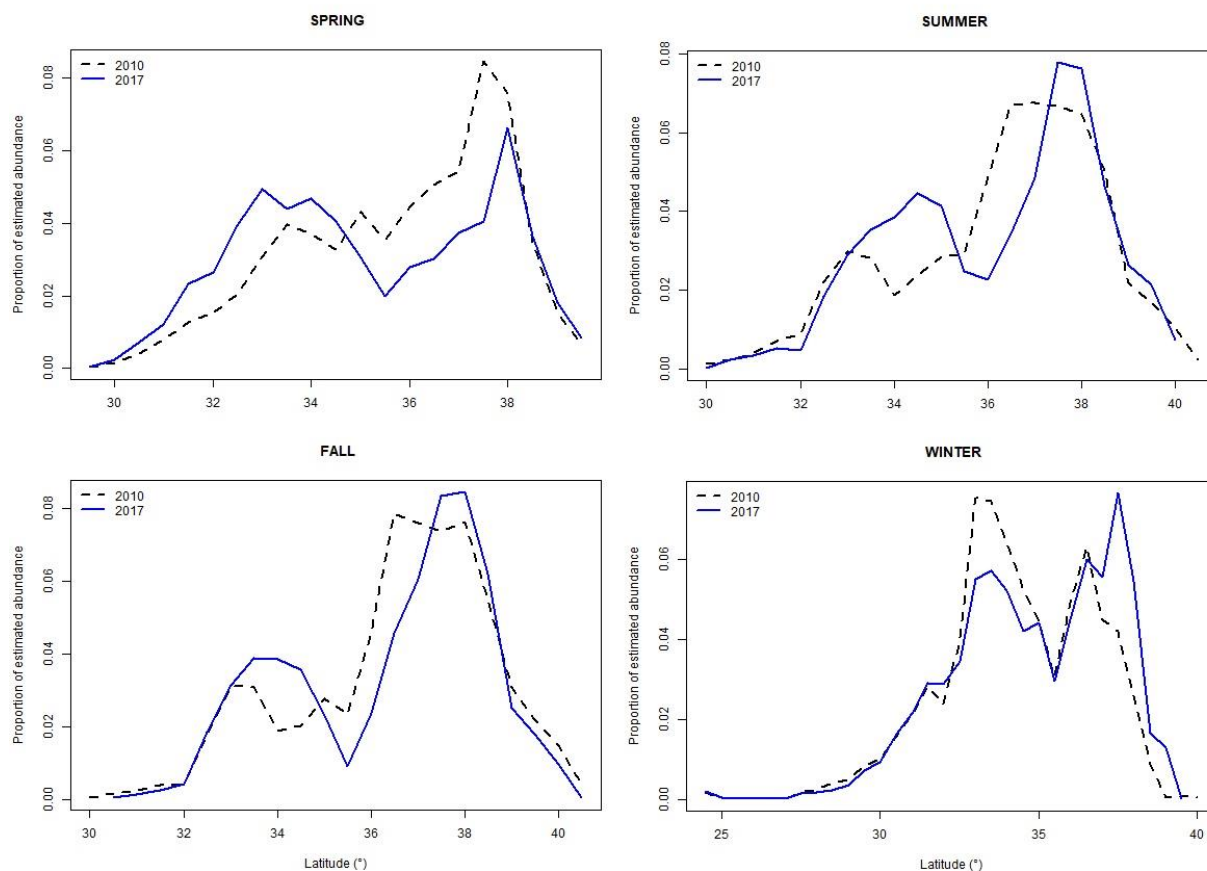 SPRING
2010
2017
Proportion of estimated abundance
0.00 0.02 0.04 0.06 0.08
30 32 34 36 38
SUMMER
2010
2017
Proportion of estimated abundance
0.00 0.02 0.04 0.06 0.08
30 32 34 36 38 40
FALL
2010
2017
Proportion of estimated abundance
0.00 0.02 0.04 0.06 0.08
30 32 34 36 38 40
Latitude (°)
WINTER
2010
2017
Proportion of estimated abundance
0.00 0.02 0.04 0.06
25 30 35 40
Latitude (°)